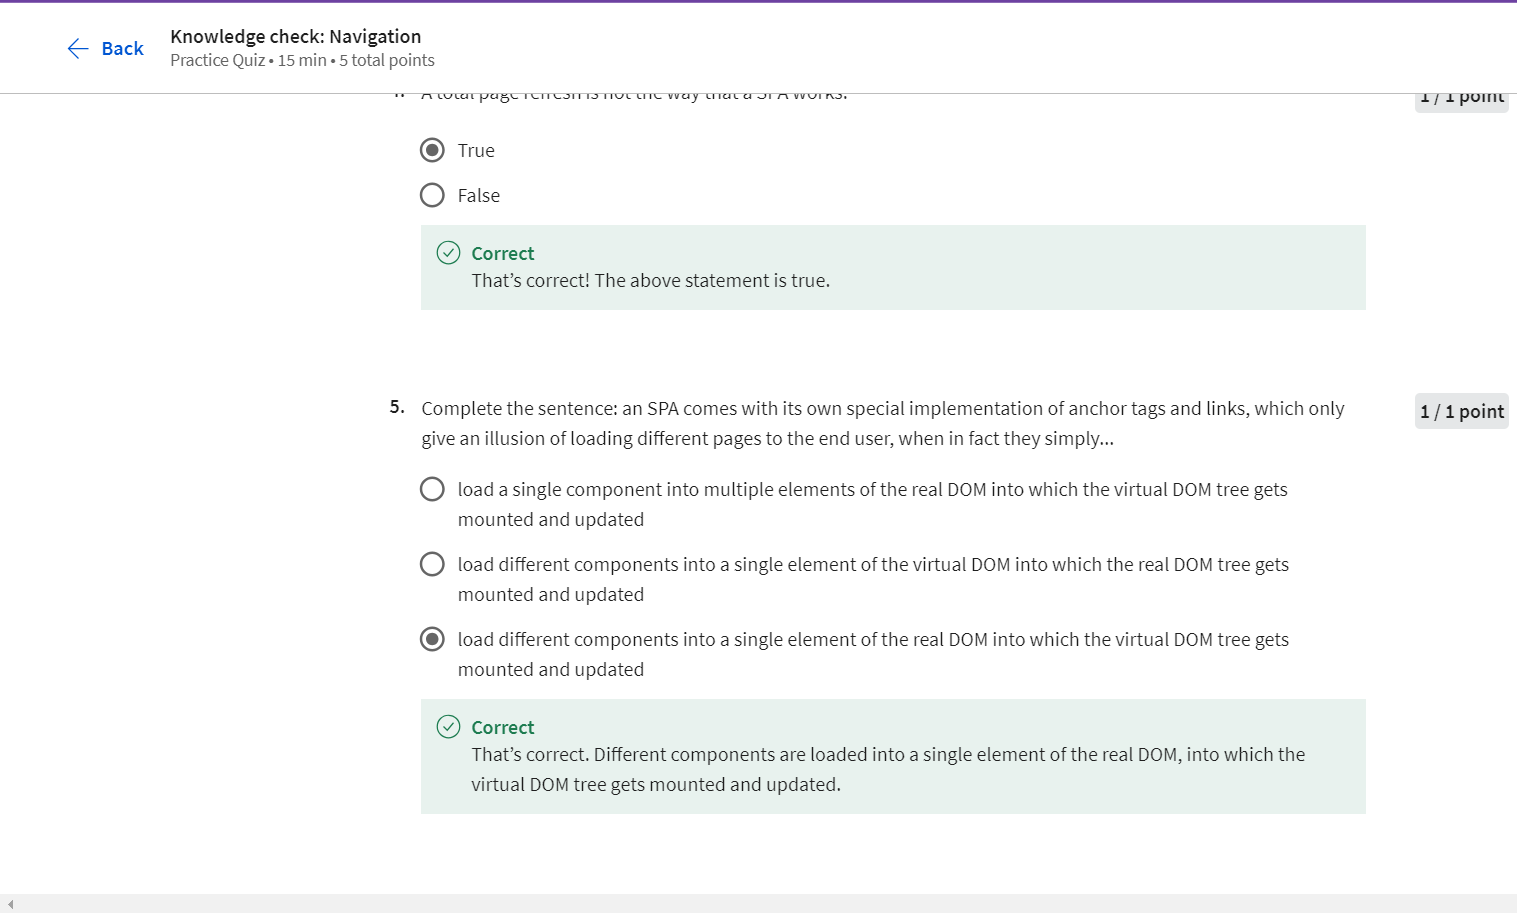 Back
Knowledge check: Navigation
Practice Quiz • 15 min • 5 total points
A total page refresh is not the way that a SPA works.
1 / 1 point
True
False
Correct
That’s correct! The above statement is true.
5. Complete the sentence: an SPA comes with its own special implementation of anchor tags and links, which only
give an illusion of loading different pages to the end user, when in fact they simply...
1 / 1 point
load a single component into multiple elements of the real DOM into which the virtual DOM tree gets
mounted and updated
load different components into a single element of the virtual DOM into which the real DOM tree gets
mounted and updated
load different components into a single element of the real DOM into which the virtual DOM tree gets
mounted and updated
Correct
That’s correct. Different components are loaded into a single element of the real DOM, into which the
virtual DOM tree gets mounted and updated.